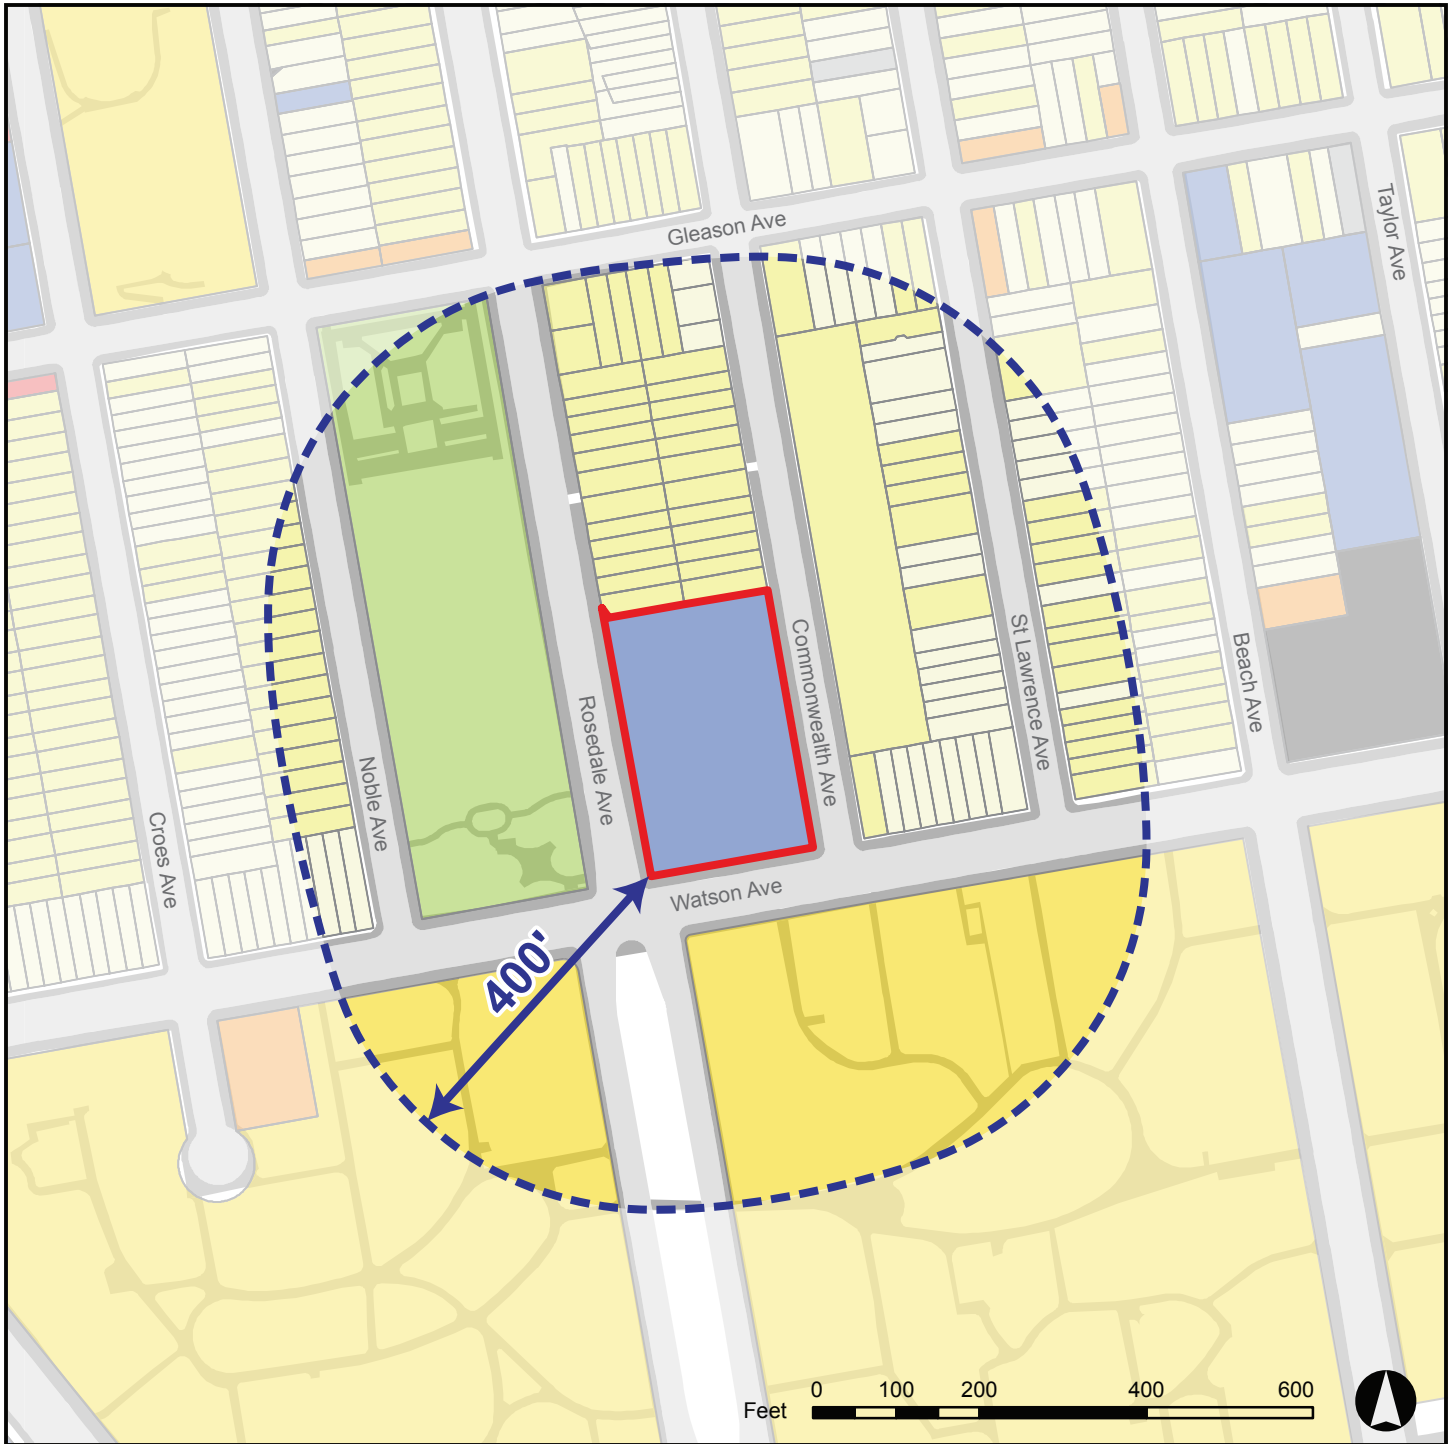 Gleason Ave
Taylor Ave
Commonwealth Ave
St Lawrence Ave
Beach Ave
Rosedale Ave
Noble Ave
Croes Ave
Watson Ave
400'
0 100 200 400 600
Feet